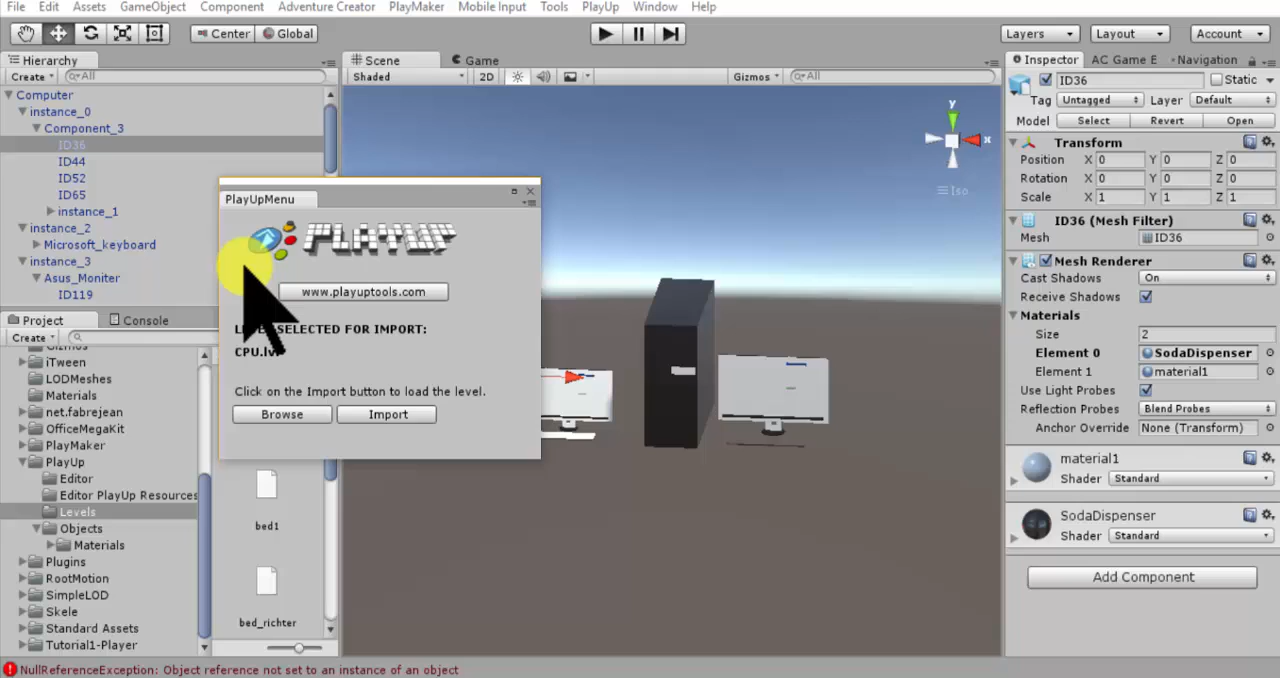 File Edit Assets GameObject Component Adventure Creator PlayMaker Mobile Input Tools PlayUp Window Help
Center Global Layers Layout Account
Hierarchy
Create All
Computer
instance_0
Component_3
ID36
ID44
ID52
ID65
instance_1
instance_2
Microsoft_keyboard
instance_3
Asus_Moniter
ID119
Project Console
Create
iTween
LODMeshes
Materials
net.fabrejean
OfficeMegaKit
PlayMaker
PlayUp
Editor
Editor PlayUp Resources
Levels
Objects
Materials
Plugins
RootMotion
SimpleLOD
Skele
Standard Assets
Tutorial1-Player
bed1
bed_richter
PlayUpMenu
PLAYUP
www.playuptools.com
SELECTED FOR IMPORT:
Click on the Import button to load the level.
Browse Import
Scene Game
Shaded 2D Gizmos All
y
x
Iso
Inspector AC Game E Navigation
ID36 Static
Tag Untagged Layer Default
Model Select Revert Open
Transform
Position X 0 Y 0 Z 0
Rotation X 0 Y 0 Z 0
Scale X 1 Y 1 Z 1
ID36 (Mesh Filter)
Mesh ID36
Mesh Renderer
Cast Shadows On
Receive Shadows
Materials
Size 2
Element 0 SodaDispenser
Element 1 material1
Use Light Probes
Reflection Probes Blend Probes
Anchor Override None (Transform)
material1
Shader Standard
SodaDispenser
Shader Standard
Add Component
NullReferenceException: Object reference not set to an instance of an object